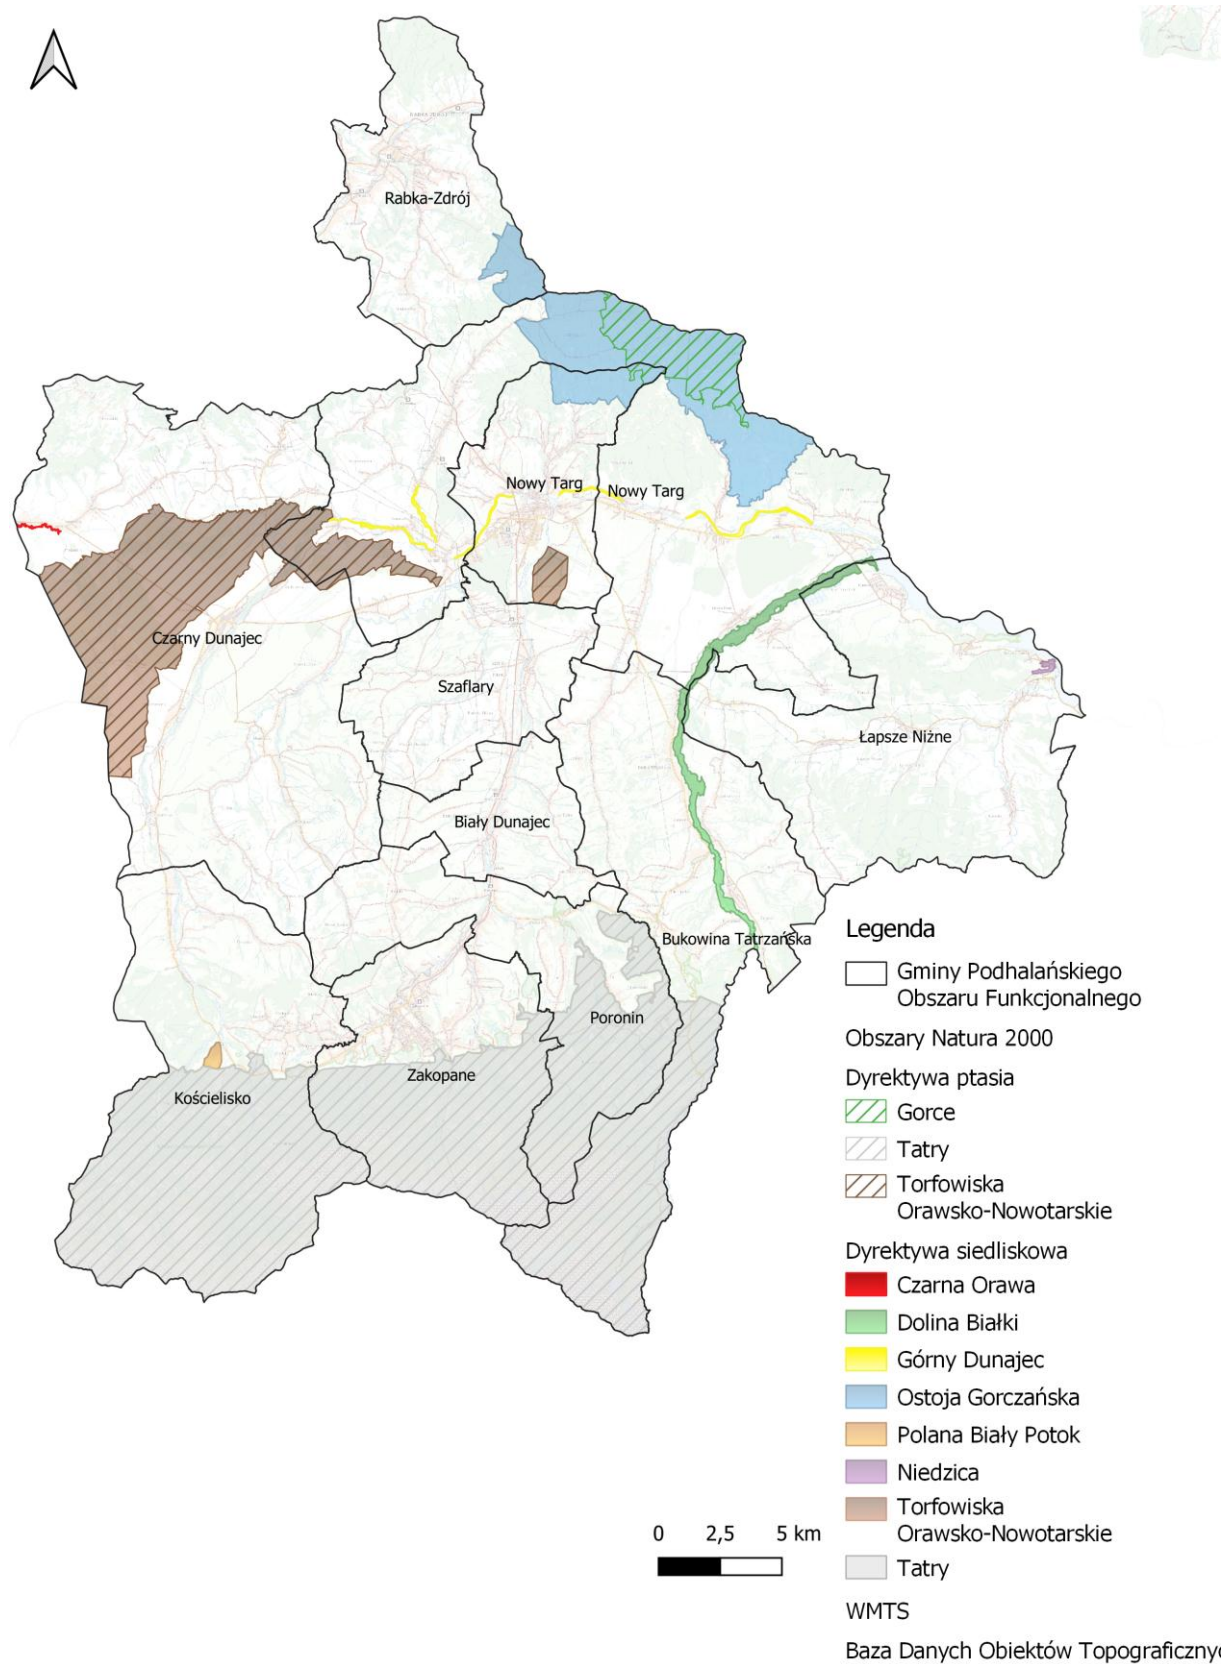 Rabka-Zdrój
Nowy Targ
Nowy Targ
Czarny Dunajec
Szaflary
Łapsze Niżne
Biały Dunajec
Bukowina Tatrzańska
Poronin
Zakopane
Kościelisko
Legenda
Gminy Podhalańskiego
Obszaru Funkcjonalnego
Obszary Natura 2000
Dyrektywa ptasia
Gorce
Tatry
Torfowiska
Orawsko-Nowotarskie
Dyrektywa siedliskowa
Czarna Orawa
Dolina Białki
Górny Dunajec
Ostoja Gorczańska
Polana Biały Potok
Niedzica
Torfowiska
Orawsko-Nowotarskie
Tatry
WMTS
Baza Danych Obiektów Topograficzny
0 2,5 5 km